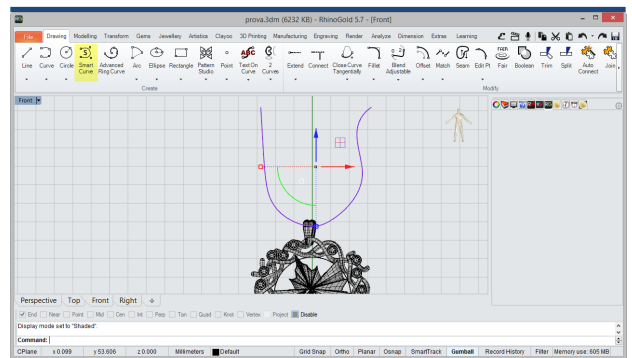 prova.3dm (6232 KB) - RhinoGold 5.7 - [Front]
File Drawing Modelling Transform Gems Jewellery Artistics Clayoo 3D Printing Manufacturing Engraving Render Analyze Dimension Extras Learning
Line Curve Circle Smart Curve Advanced Ring Curve Arc Ellipse Rectangle Pattern Studio Point Text On Curve 2 Curves Extend Connect Close Curve Tangentially Fillet Blend Adjustable Offset Match Seam Edit Pt Fair Boolean Trim Split Auto Connect Join
Create Modify
Front
Perspective Top Front Right
End Near Point Mid Cen Int Perp Tan Quad Knot Vertex Project Disable
Display mode set to "Shaded".
Command:
CPlane x 0.099 y 53.606 z 0.000 Millimeters Default Grid Snap Ortho Planar Osnap SmartTrack Gumball Record History Filter Memory use: 605 MB